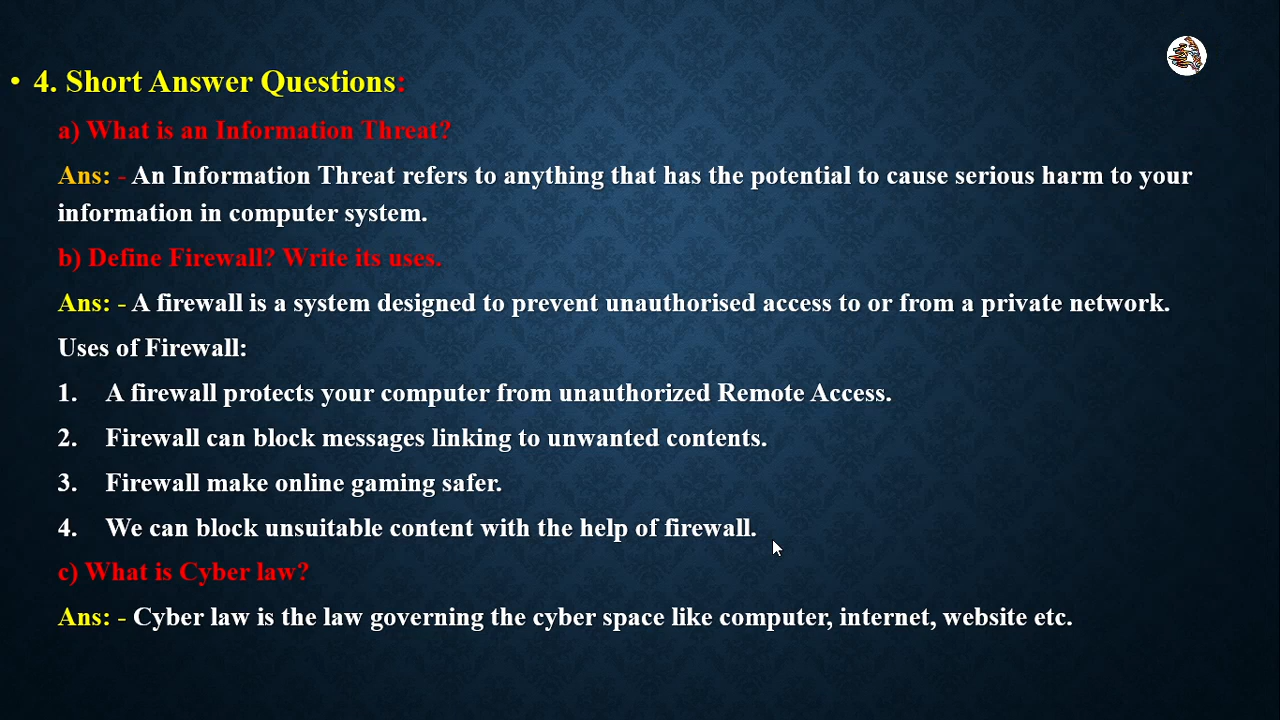 • 4. Short Answer Questions:
a) What is an Information Threat?
Ans: - An Information Threat refers to anything that has the potential to cause serious harm to your
information in computer system.
b) Define Firewall? Write its uses.
Ans: - A firewall is a system designed to prevent unauthorised access to or from a private network.
Uses of Firewall:
1. A firewall protects your computer from unauthorized Remote Access.
2. Firewall can block messages linking to unwanted contents.
3. Firewall make online gaming safer.
4. We can block unsuitable content with the help of firewall.
c) What is Cyber law?
Ans: - Cyber law is the law governing the cyber space like computer, internet, website etc.